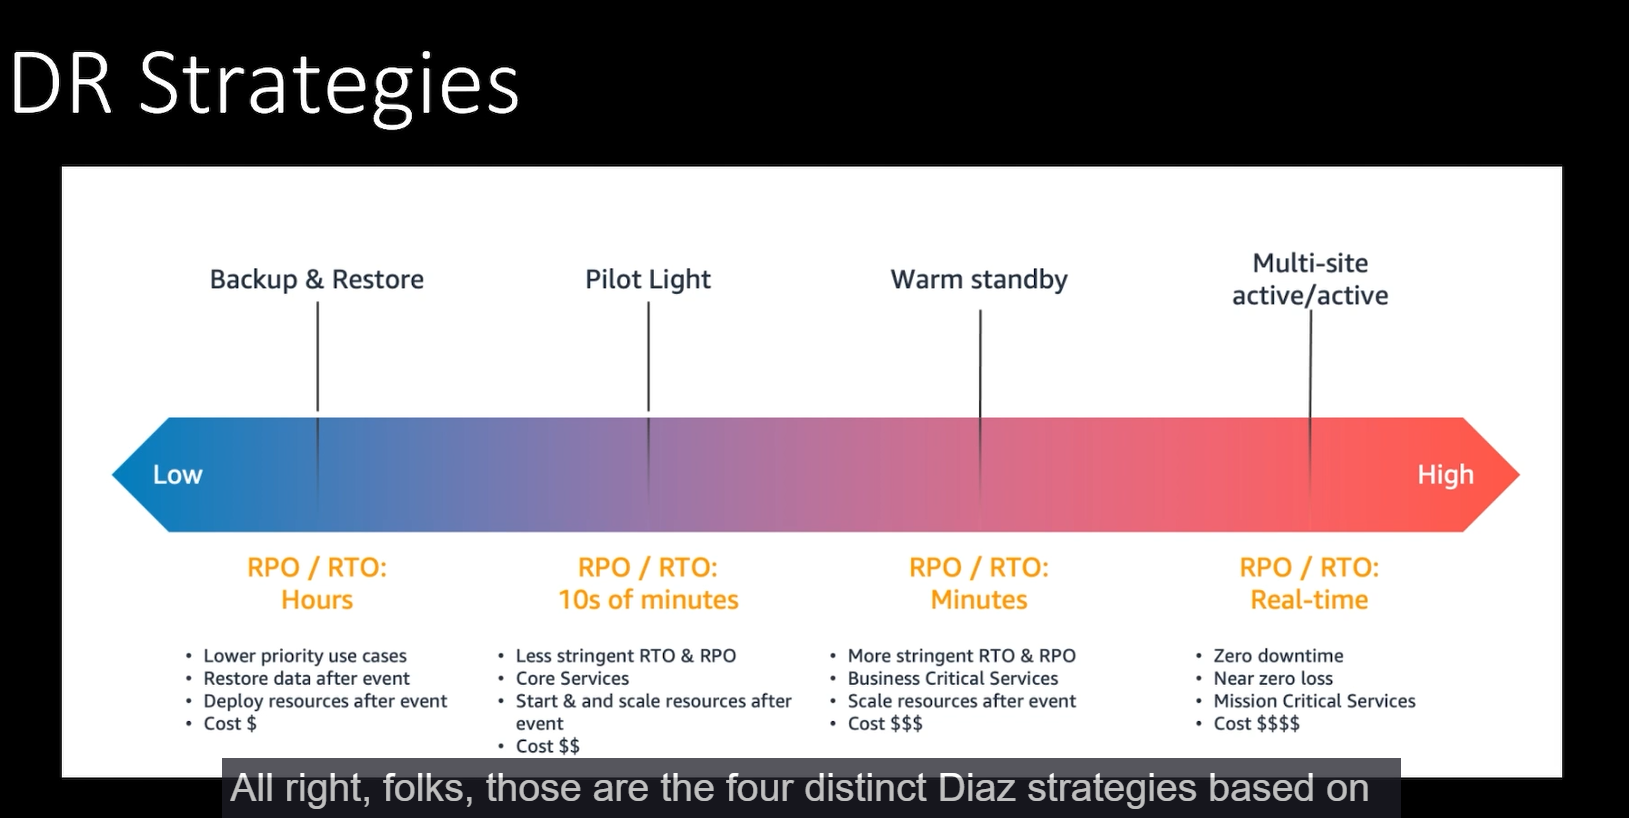 DR Strategies
Backup & Restore
Pilot Light
Warm standby
Multi-site
active/active
Low
High
RPO / RTO:
Hours
• Lower priority use cases
• Restore data after event
• Deploy resources after event
• Cost $
RPO / RTO:
10s of minutes
• Less stringent RTO & RPO
• Core Services
• Start & and scale resources after
event
• Cost $$
RPO / RTO:
Minutes
• More stringent RTO & RPO
• Business Critical Services
• Scale resources after event
• Cost $$$
RPO / RTO:
Real-time
• Zero downtime
• Near zero loss
• Mission Critical Services
• Cost $$$$
All right, folks, those are the four distinct Diaz strategies based on